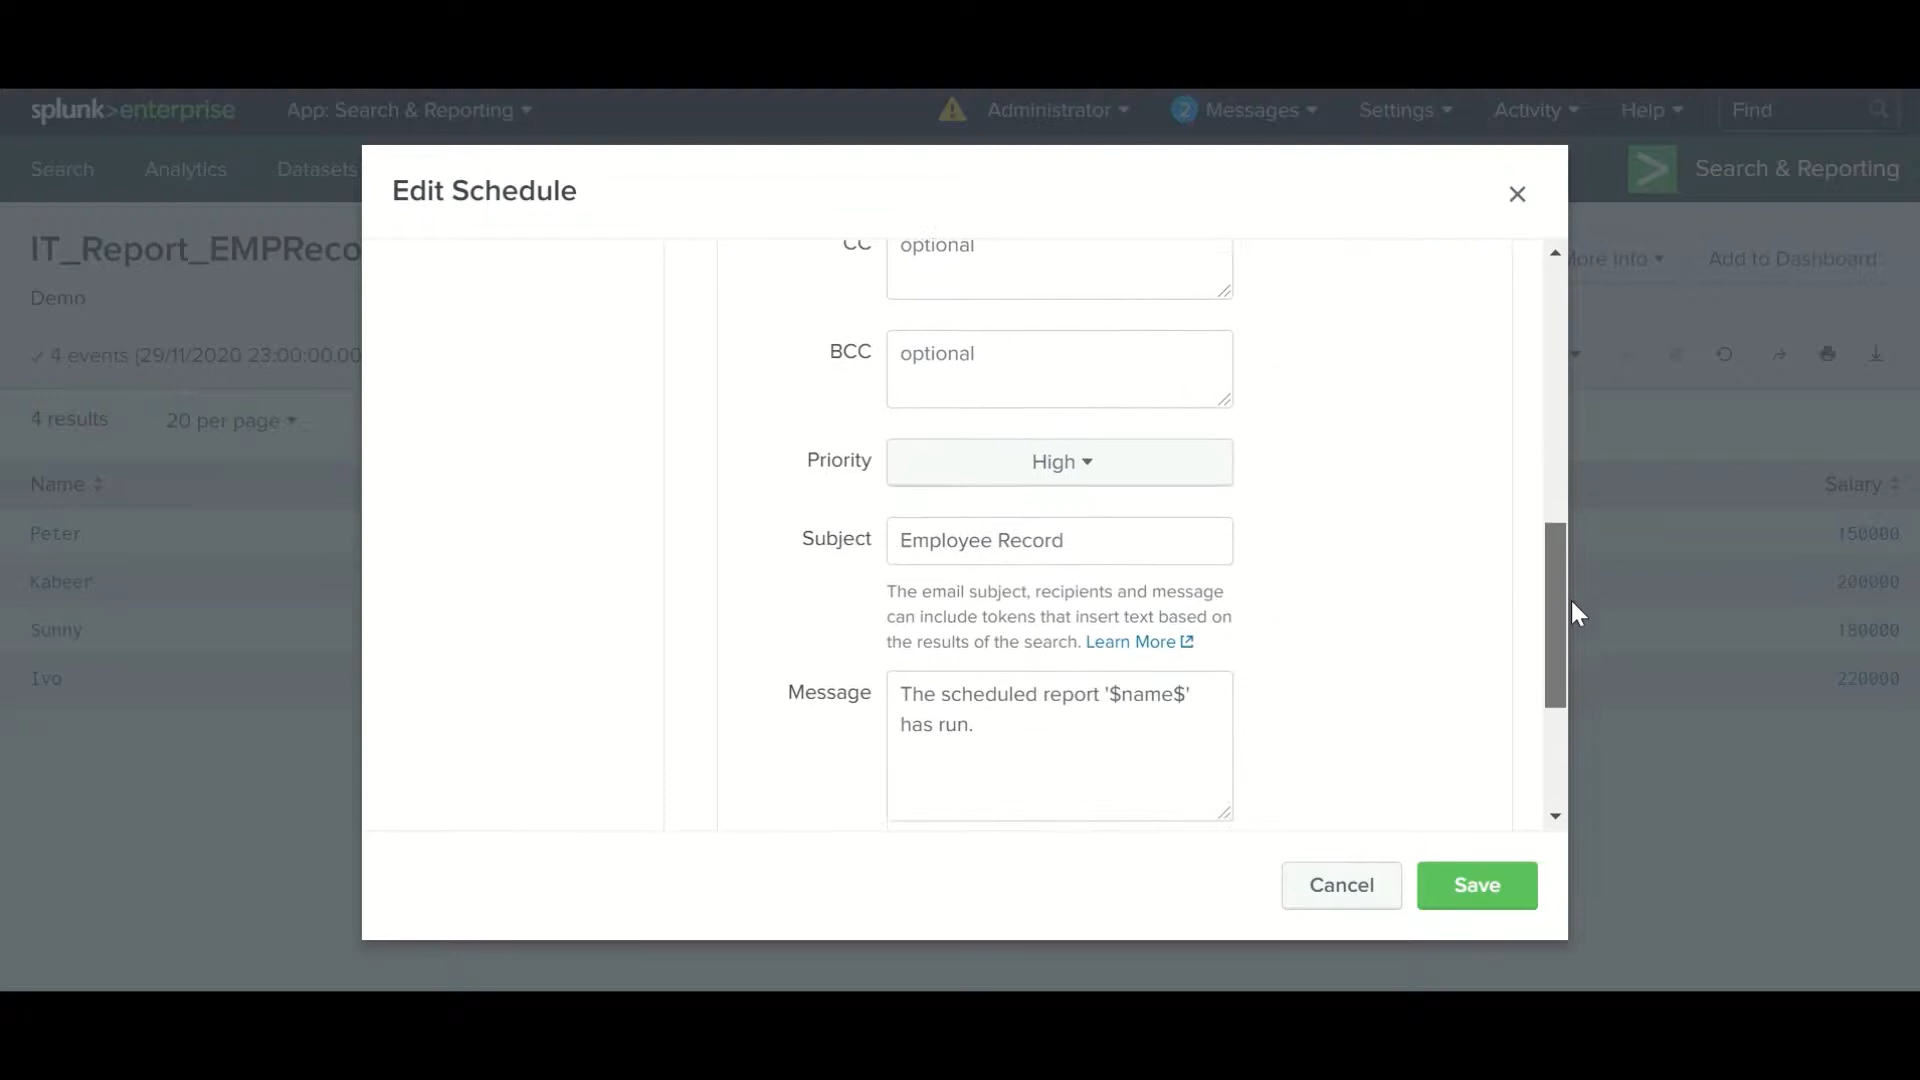 splunk>enterprise App: Search & Reporting Administrator 2 Messages Settings Activity Help Find
Search Analytics Datasets Search & Reporting
Edit Schedule
IT_Report_EMPReco
More Info Add to Dashboard
Demo
4 events (29/11/2020 23:00:00.00
4 results 20 per page
Name Salary
Peter 150000
Kabeer 200000
Sunny 180000
Ivo 220000
CC optional
BCC optional
Priority High
Subject Employee Record
The email subject, recipients and message
can include tokens that insert text based on
the results of the search. Learn More
Message The scheduled report '$name$'
has run.
Cancel Save